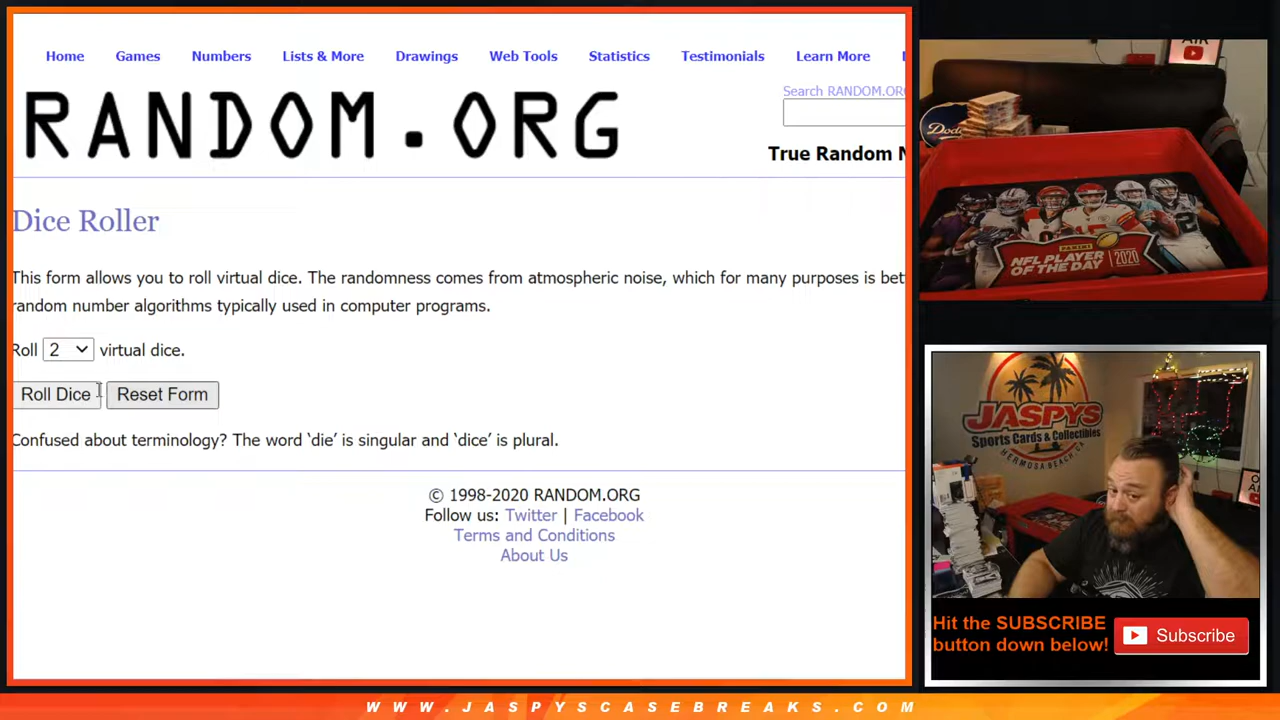 Home Games Numbers Lists & More Drawings Web Tools Statistics Testimonials Learn More
RANDOM.ORG
Search RANDOM.ORG
True Random N
Dice Roller
This form allows you to roll virtual dice. The randomness comes from atmospheric noise, which for many purposes is bet
random number algorithms typically used in computer programs.
Roll 2 virtual dice.
Roll Dice Reset Form
Confused about terminology? The word ‘die’ is singular and ‘dice’ is plural.
© 1998-2020 RANDOM.ORG
Follow us: Twitter | Facebook
Terms and Conditions
About Us
AIR
Dod
PANINI
NFL PLAYER
OF THE DAY 2020
JASPYS
Sports Cards & Collectibles
HERMOSA BEACH, CA
ON
Hit the SUBSCRIBE
button down below!
Subscribe
WWW.JASPYSCASEBREAKS.COM